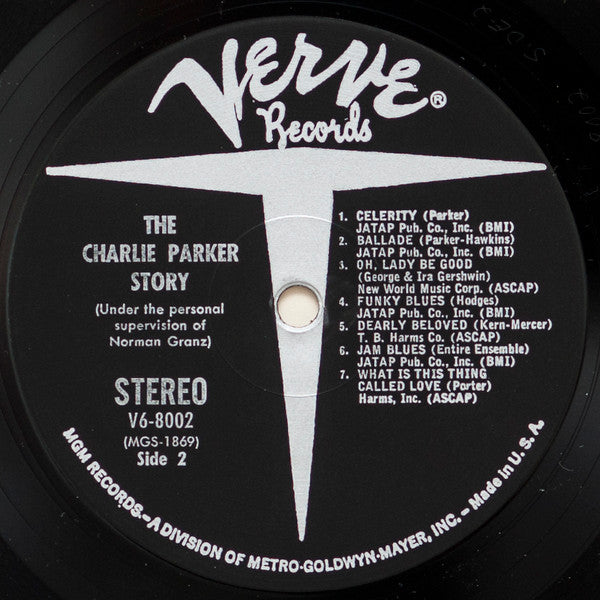 VERVE®
Records
THE
CHARLIE PARKER
STORY
(Under the personal
supervision of
Norman Granz)
STEREO
V6-8002
(MGS-1869)
Side 2
1. CELERITY (Parker)
JATAP Pub. Co., Inc. (BMI)
2. BALLADE (Parker-Hawkins)
JATAP Pub. Co., Inc. (BMI)
3. OH, LADY BE GOOD
(George & Ira Gershwin)
New World Music Corp. (ASCAP)
4. FUNKY BLUES (Hodges)
JATAP Pub. Co., Inc. (BMI)
5. DEARLY BELOVED (Kern-Mercer)
T. B. Harms Co. (ASCAP)
6. JAM BLUES (Entire Ensemble)
JATAP Pub. Co., Inc. (BMI)
7. WHAT IS THIS THING
CALLED LOVE (Porter)
Harms, Inc. (ASCAP)
MGM RECORDS—A DIVISION OF METRO-GOLDWYN-MAYER, INC. – Made in U. S. A.
SIDE 2